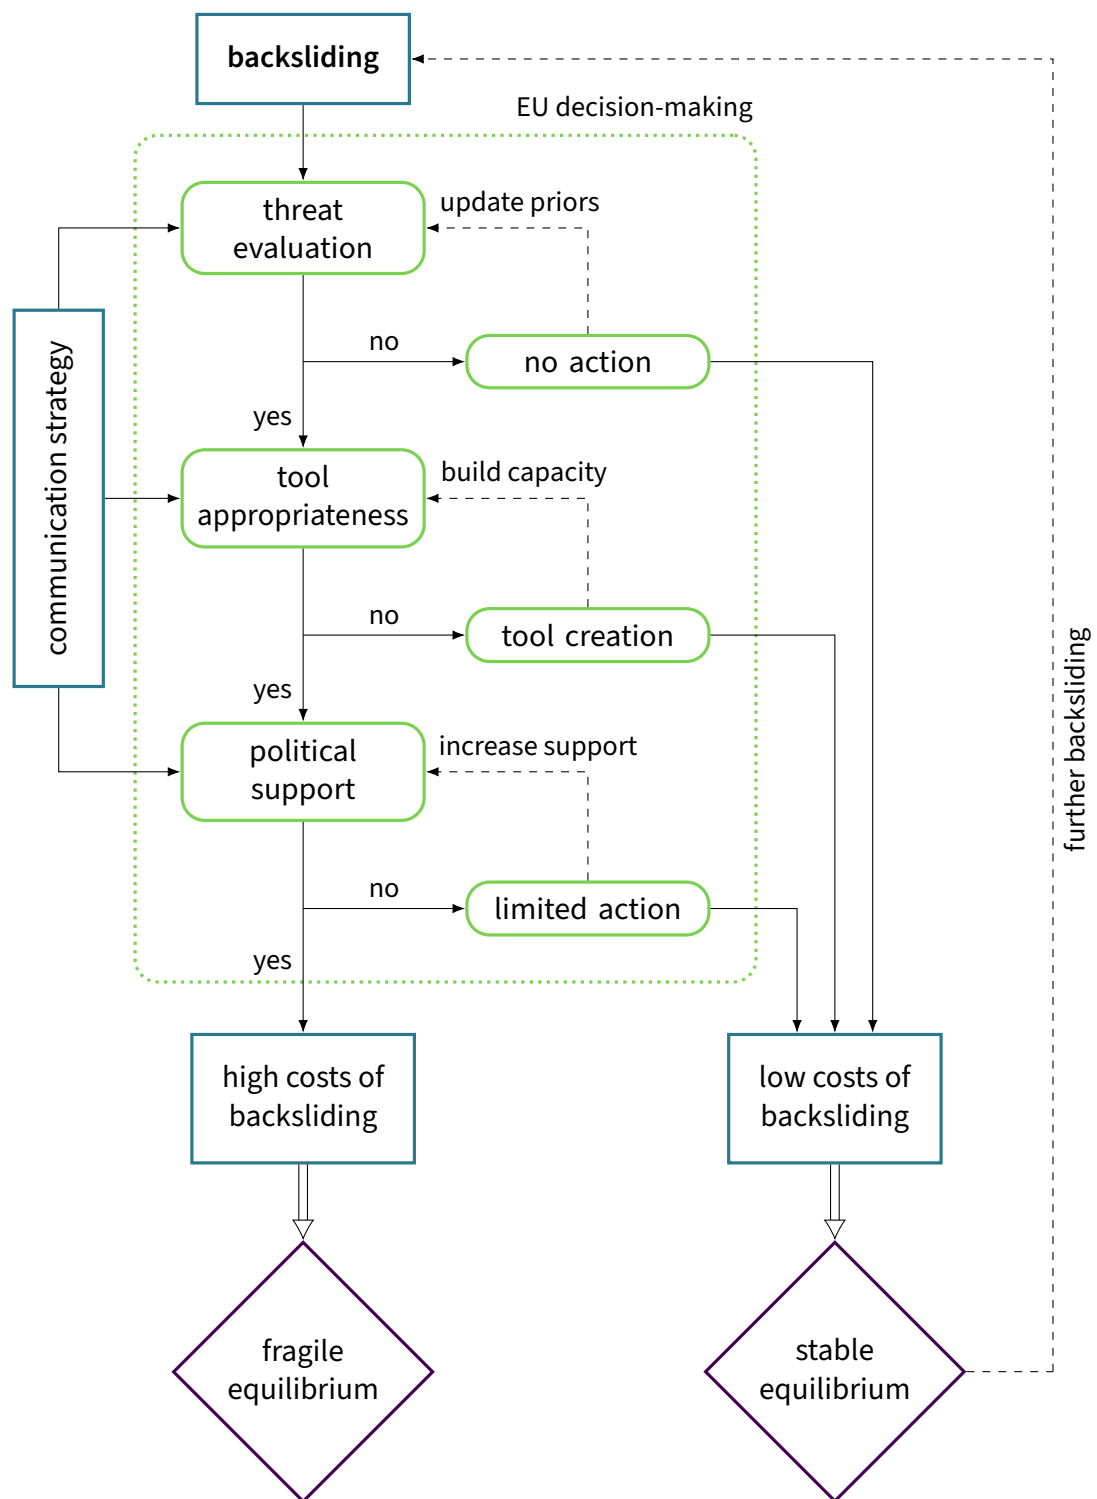 backsliding
EU decision-making
threat
evaluation
update priors
no
no action
yes
communication strategy
tool
appropriateness
build capacity
no
tool creation
yes
political
support
increase support
no
limited action
yes
further backsliding
high costs of
backsliding
low costs of
backsliding
fragile
equilibrium
stable
equilibrium